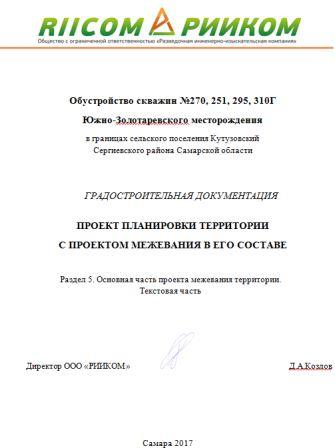 RIICOM РИИКОМ
Общество с ограниченной ответственностью «Разведочная инженерно-изыскательская компания»
Обустройство скважин №270, 251, 295, 310Г
Южно-Золотаревского месторождения
в границах сельского поселения Кутузовский
Сергиевского района Самарской области
ГРАДОСТРОИТЕЛЬНАЯ ДОКУМЕНТАЦИЯ
ПРОЕКТ ПЛАНИРОВКИ ТЕРРИТОРИИ
С ПРОЕКТОМ МЕЖЕВАНИЯ В ЕГО СОСТАВЕ
Раздел 5. Основная часть проекта межевания территории.
Текстовая часть
Директор ООО «РИИКОМ» Д.А.Козлов
Самара 2017